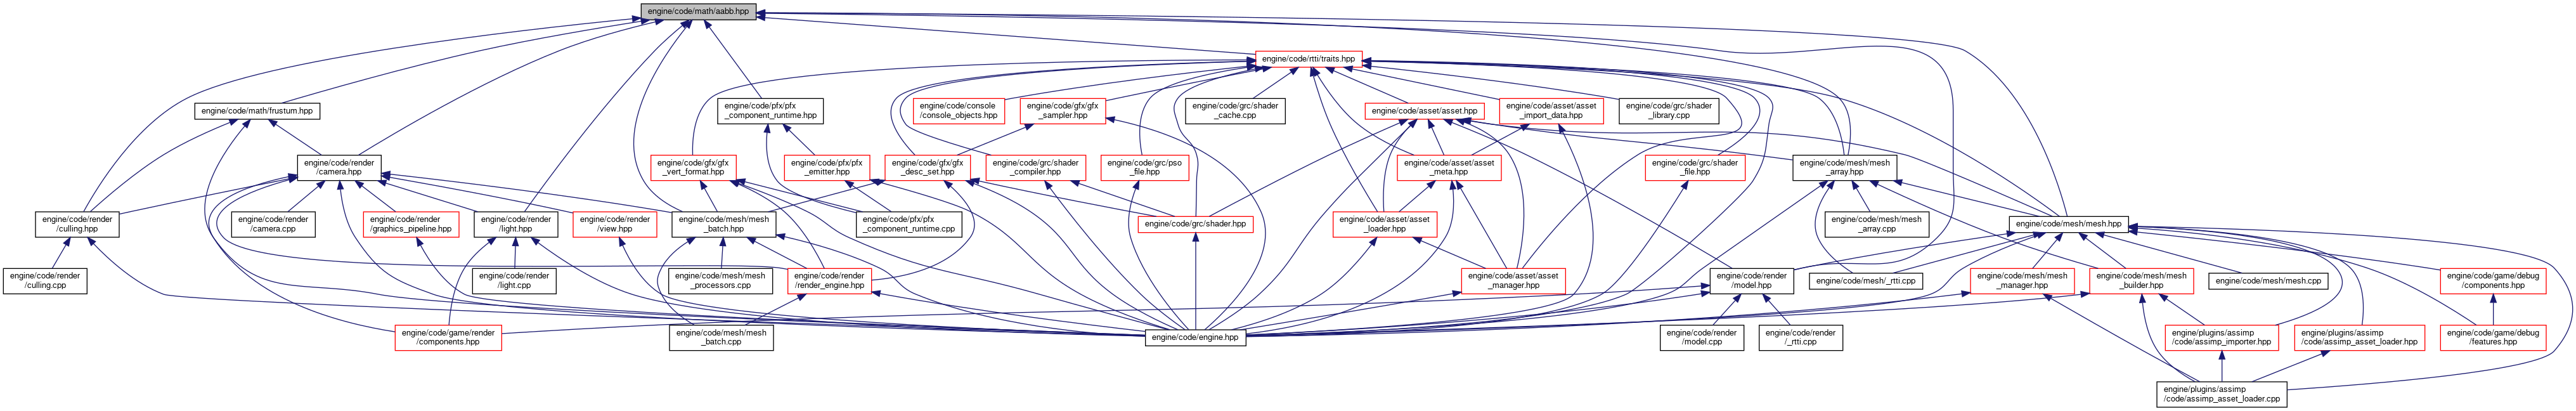 engine/code/math/aabb.hpp
engine/code/rtti/traits.hpp
engine/code/math/frustum.hpp
engine/code/pfx/pfx
_component_runtime.hpp
engine/code/console
/console_objects.hpp
engine/code/gfx/gfx
_sampler.hpp
engine/code/grc/shader
_cache.cpp
engine/code/asset/asset.hpp
engine/code/asset/asset
_import_data.hpp
engine/code/grc/shader
_library.cpp
engine/code/render
/camera.hpp
engine/code/gfx/gfx
_vert_format.hpp
engine/code/pfx/pfx
_emitter.hpp
engine/code/gfx/gfx
_desc_set.hpp
engine/code/grc/shader
_compiler.hpp
engine/code/grc/pso
_file.hpp
engine/code/asset/asset
_meta.hpp
engine/code/grc/shader
_file.hpp
engine/code/mesh/mesh
_array.hpp
engine/code/render
/culling.hpp
engine/code/render
/camera.cpp
engine/code/render
/graphics_pipeline.hpp
engine/code/render
/light.hpp
engine/code/render
/view.hpp
engine/code/mesh/mesh
_batch.hpp
engine/code/pfx/pfx
_component_runtime.cpp
engine/code/grc/shader.hpp
engine/code/asset/asset
_loader.hpp
engine/code/mesh/mesh
_array.cpp
engine/code/mesh/mesh.hpp
engine/code/render
/culling.cpp
engine/code/render
/light.cpp
engine/code/mesh/mesh
_processors.cpp
engine/code/render
/render_engine.hpp
engine/code/asset/asset
_manager.hpp
engine/code/render
/model.hpp
engine/code/mesh/_rtti.cpp
engine/code/mesh/mesh
_manager.hpp
engine/code/mesh/mesh
_builder.hpp
engine/code/mesh/mesh.cpp
engine/code/game/debug
/components.hpp
engine/code/game/render
/components.hpp
engine/code/mesh/mesh
_batch.cpp
engine/code/engine.hpp
engine/code/render
/model.cpp
engine/code/render
/_rtti.cpp
engine/plugins/assimp
/code/assimp_importer.hpp
engine/plugins/assimp
/code/assimp_asset_loader.hpp
engine/code/game/debug
/features.hpp
engine/plugins/assimp
/code/assimp_asset_loader.cpp